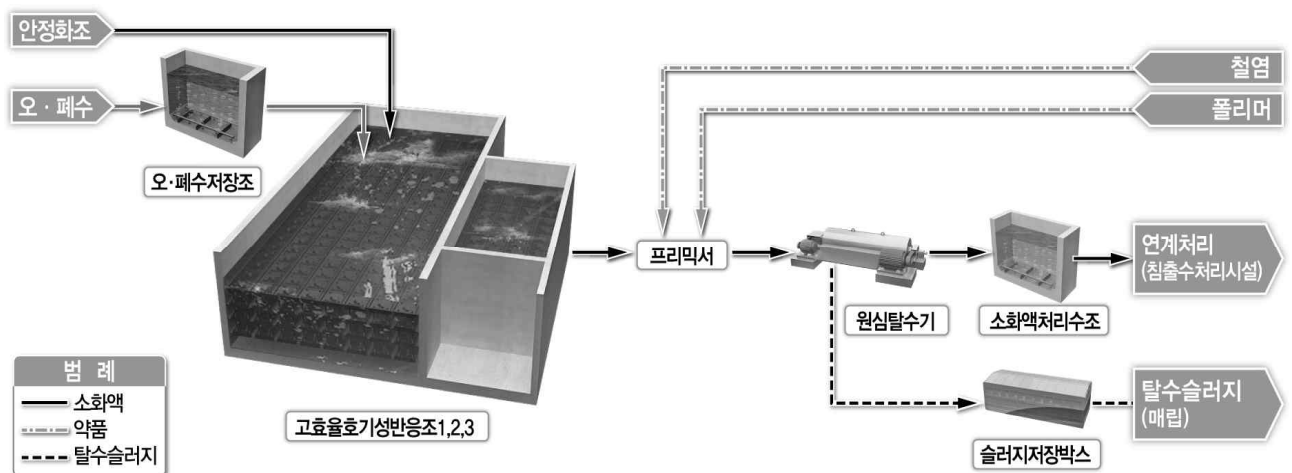 안정화조
오·폐수
오·폐수저장조
고효율호기성반응조1,2,3
철염
폴리머
프리믹서
원심탈수기
소화액처리수조
연계처리
(침출수처리시설)
슬러지저장박스
탈수슬러지
(매립)
범 례
소화액
약품
탈수슬러지